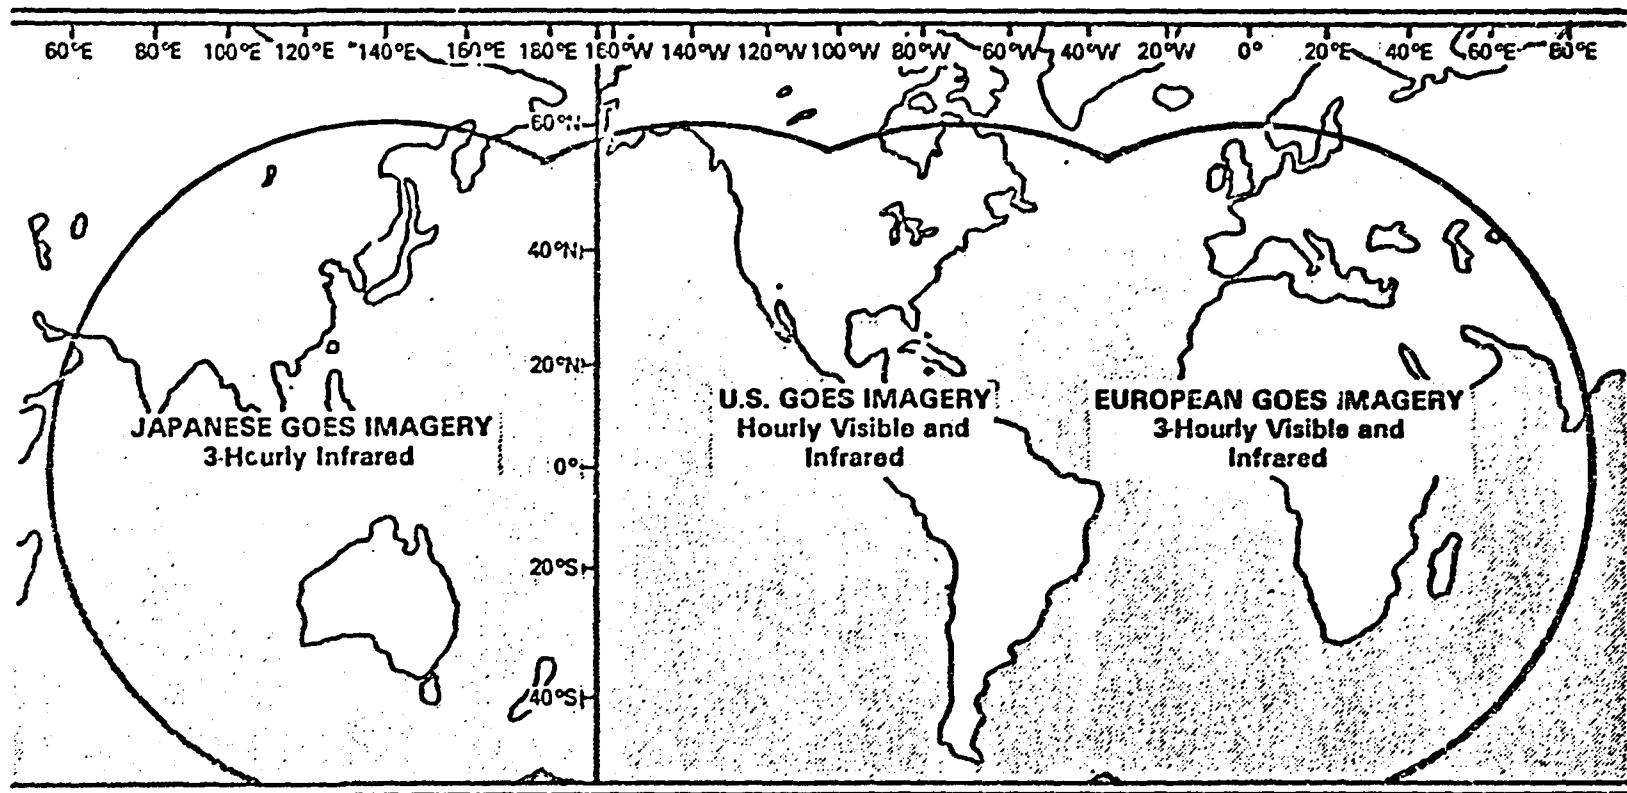 60°E 80°E 100°E 120°E 140°E 160°E 180°E 160°W 140°W 120°W 100°W 80°W 60°W 40°W 20°W 0° 20°E 40°E 60°E 80°E
60°N
40°N
20°N
JAPANESE GOES IMAGERY
3-Hourly Infrared
U.S. GOES IMAGERY
Hourly Visible and
Infrared
EUROPEAN GOES IMAGERY
3-Hourly Visible and
Infrared
0°
20°S
40°S